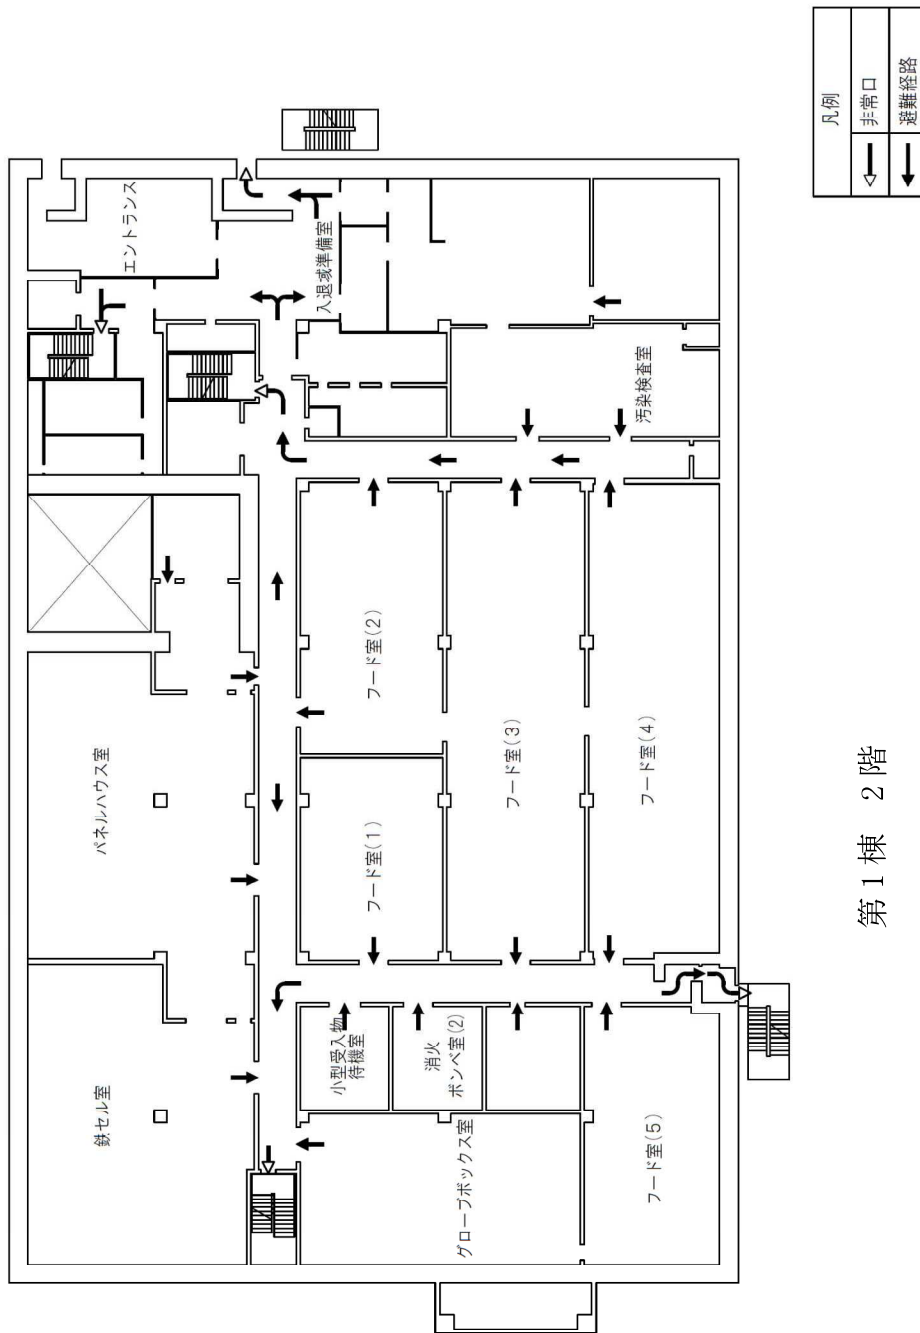 凡例
非常口
避難経路
エントランス
入退域準備室
汚染検査室
パネルハウス室
フード室(2)
フード室(3)
フード室(4)
フード室(1)
鉄セル室
小型受入物
待機室
消火
ボンベ室(2)
グローブボックス室
フード室(5)
第1棟 2階